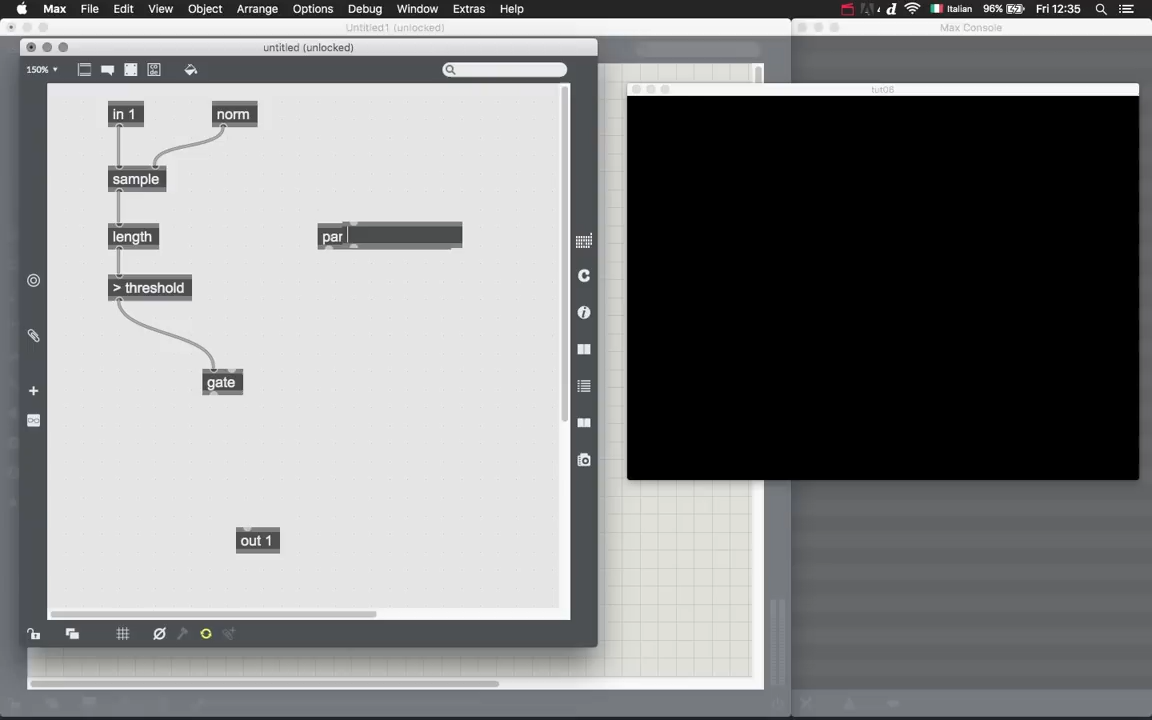 Max File Edit View Object Arrange Options Debug Window Extras Help
Italian 96% Fri 12:35
Untitled1 (unlocked)
Max Console
untitled (unlocked)
150%
tut08
in 1
norm
sample
length
par
> threshold
gate
out 1